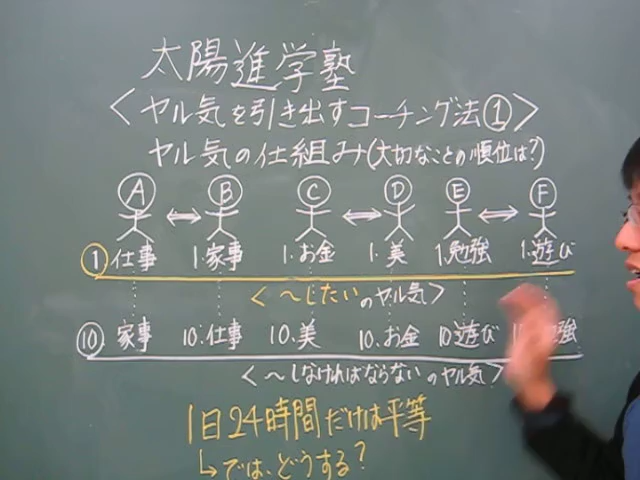 太陽進学塾
〈ヤル気を引き出すコーチング法①〉
ヤル気の仕組み(大切なことの順位は?)
A ⇔ B C ⇔ D E ⇔ F
① 仕事 1.家事 1.お金 1.美 1.勉強 1.遊び
〈〜したいのヤル気〉
⑩ 家事 10.仕事 10.美 10.お金 10遊び 強
〈〜しなければならないのヤル気〉
1日24時間だけは平等
↳では、どうする?